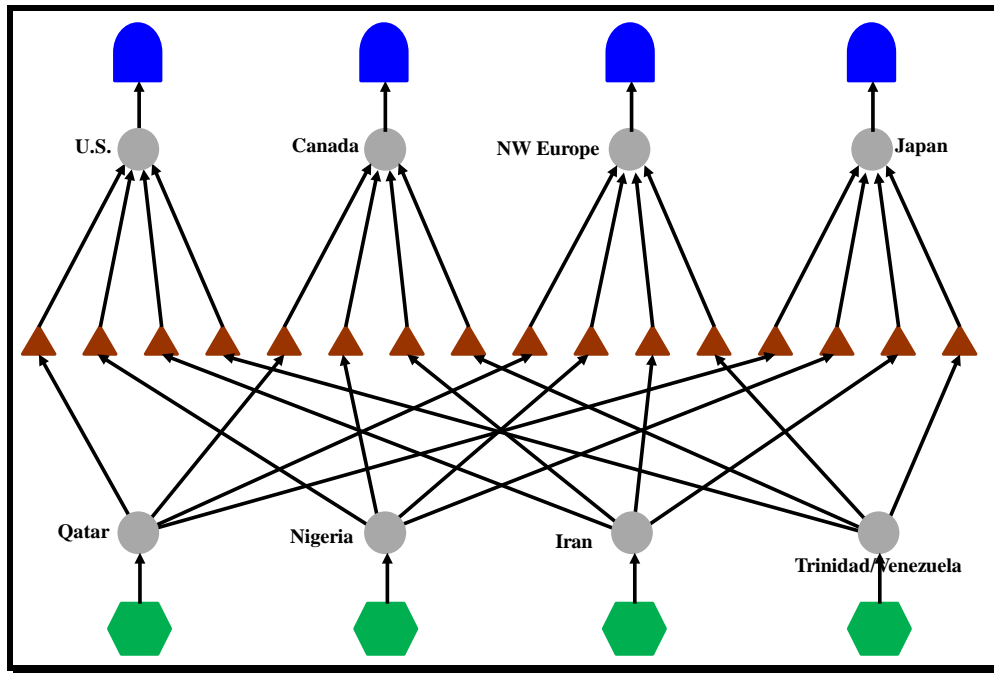 U.S.
Canada
NW Europe
Japan
Qatar
Nigeria
Iran
Trinidad/Venezuela